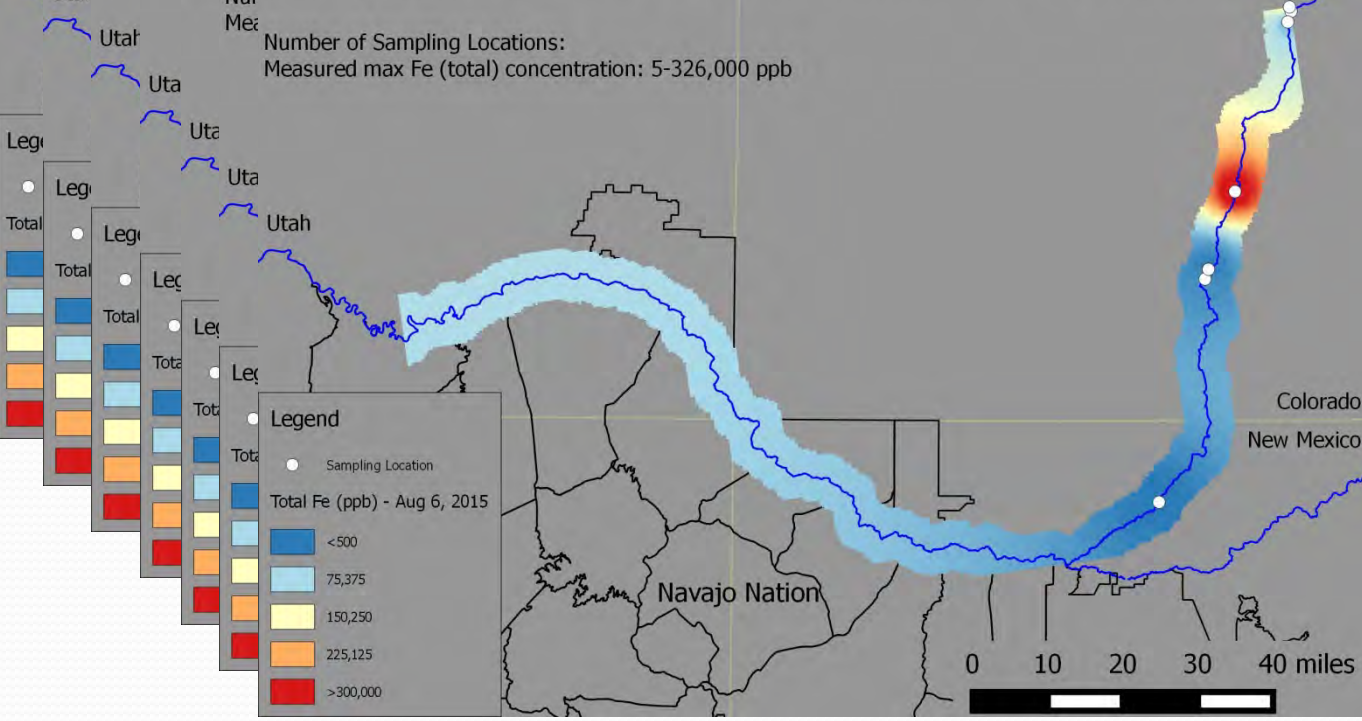 Utah
Utah
Number of Sampling Locations:
Measured max Fe (total) concentration: 5-326,000 ppb
Utah
Legend
Sampling Location
Total Fe (ppb) - Aug 6, 2015
<500
75,375
150,250
225,125
>300,000
Navajo Nation
Colorado
New Mexico
0 10 20 30 40 miles